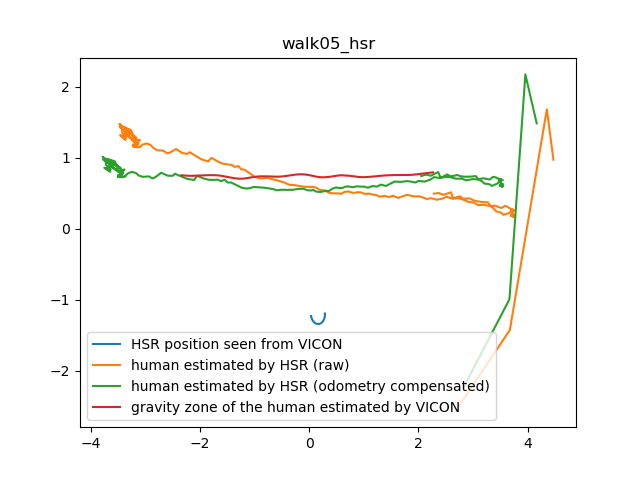 walk05_hsr
2
1
0
−1
−2
−4
−2
0
2
4
HSR position seen from VICON
human estimated by HSR (raw)
human estimated by HSR (odometry compensated)
gravity zone of the human estimated by VICON